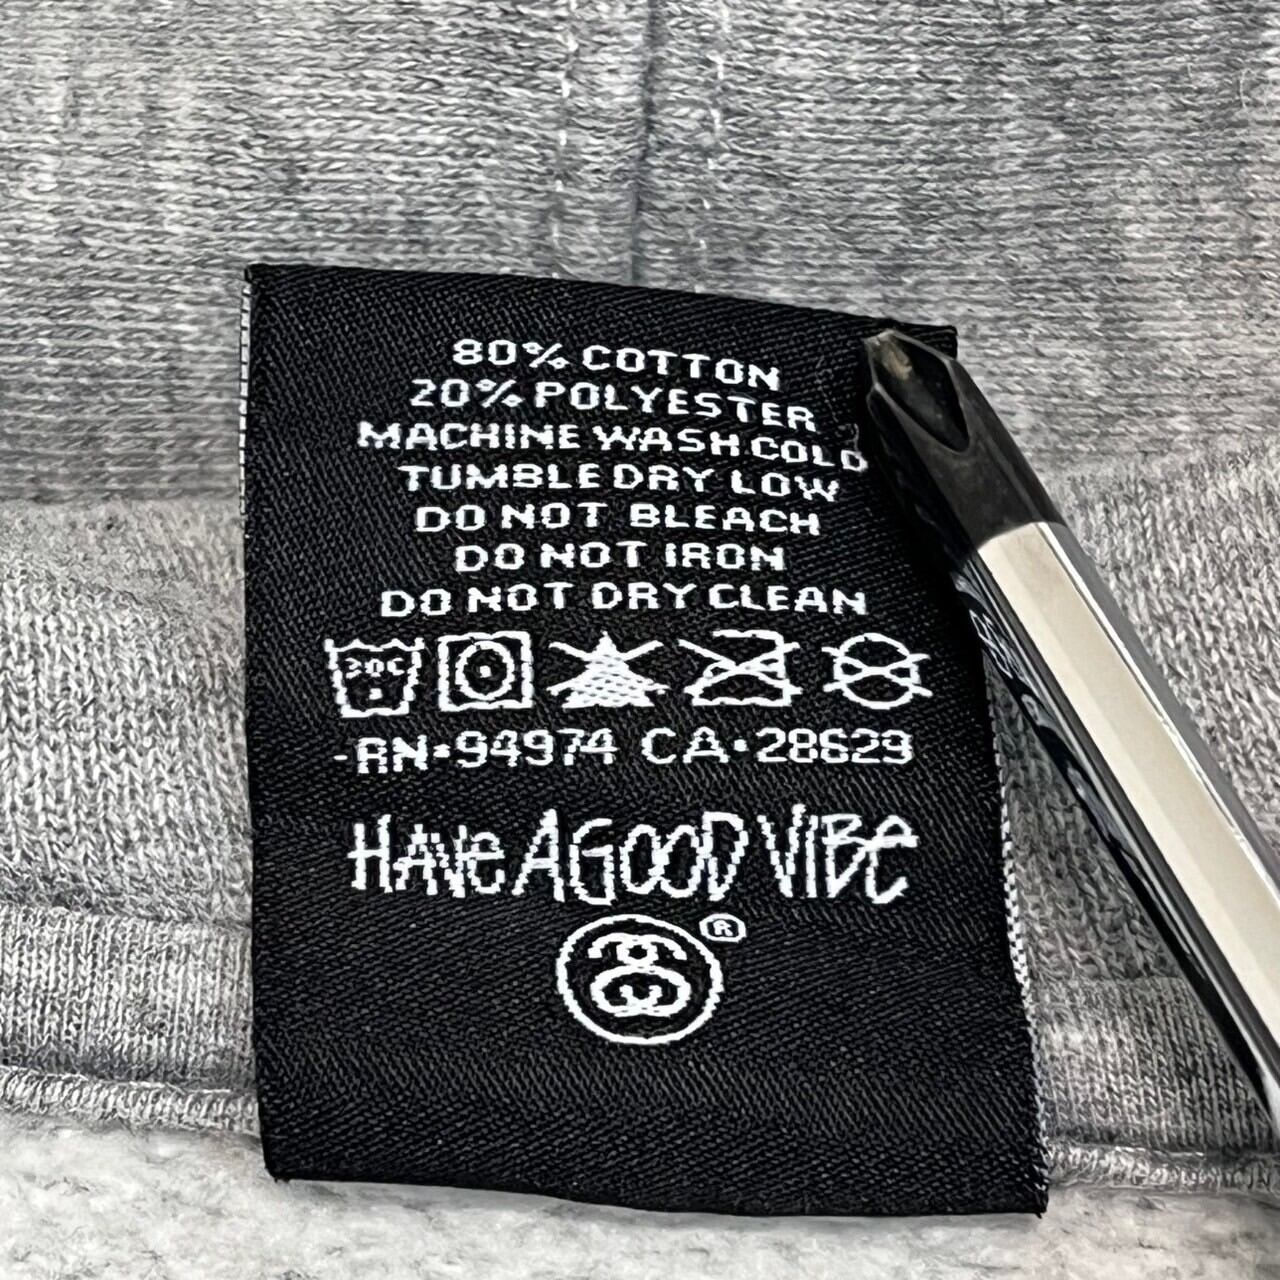 80% COTTON
20% POLYESTER
MACHINE WASH COLD
TUMBLE DRY LOW
DO NOT BLEACH
DO NOT IRON
DO NOT DRY CLEAN
30C
-RN•94974 CA•28629
HAVE A GOOD VIBE
®